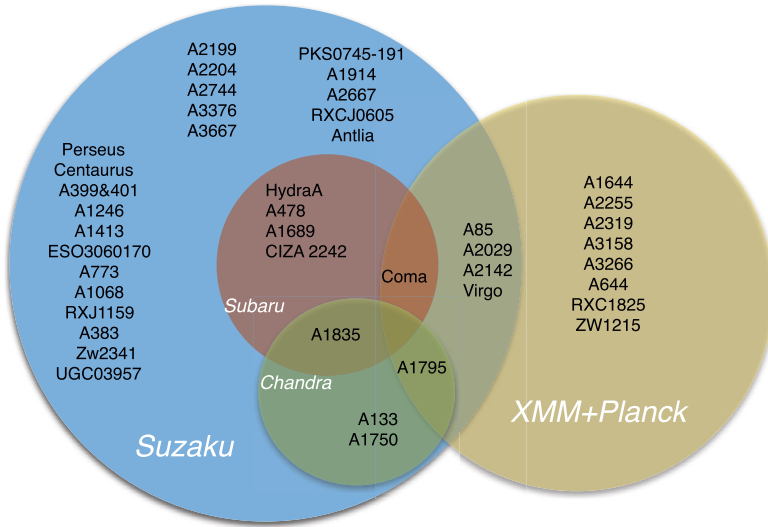 A2199
A2204
A2744
A3376
A3667
PKS0745-191
A1914
A2667
RXCJ0605
Antlia
Perseus
Centaurus
A399&401
A1246
A1413
ESO3060170
A773
A1068
RXJ1159
A383
Zw2341
UGC03957
HydraA
A478
A1689
CIZA 2242
Subaru
Coma
A85
A2029
A2142
Virgo
A1644
A2255
A2319
A3158
A3266
A644
RXC1825
ZW1215
A1835
Chandra
A1795
A133
A1750
Suzaku
XMM+Planck